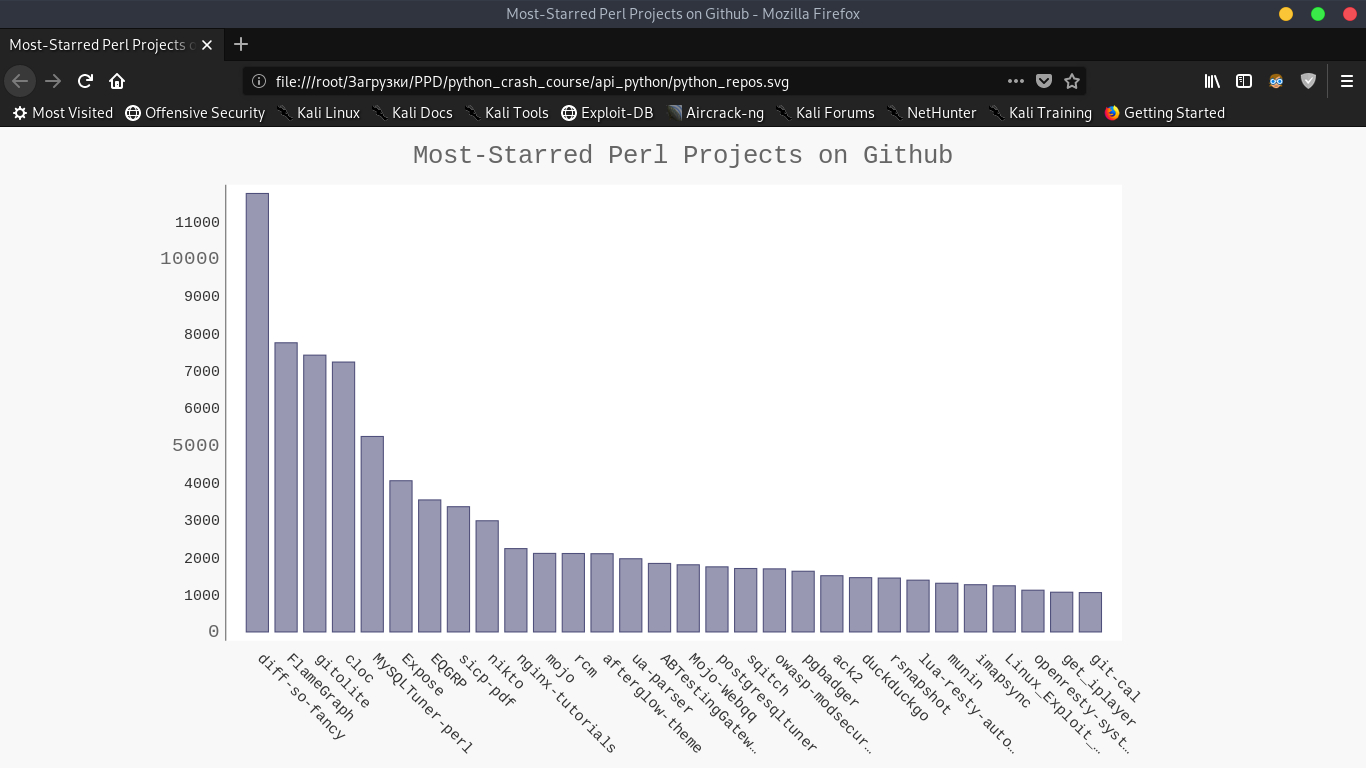 Most-Starred Perl Projects on Github - Mozilla Firefox
Most-Starred Perl Projects
file:///root/Загрузки/PPD/python_crash_course/api_python/python_repos.svg
Most Visited Offensive Security Kali Linux Kali Docs Kali Tools Exploit-DB Aircrack-ng Kali Forums NetHunter Kali Training Getting Started
Most-Starred Perl Projects on Github
11000
10000
9000
8000
7000
6000
5000
4000
3000
2000
1000
0
diff-so-fancy
FlameGraph
gitolite
cloc
MySQLTuner-perl
Expose
EQGRP
sicp-pdf
nikto
nginx-tutorials
mojo
rcm
afterglow-theme
ua-parser
ABTestingGatew…
Mojo-Webqq
postgresqltuner
sqitch
owasp-modsecur…
pgbadger
ack2
duckduckgo
rsnapshot
lua-resty-auto…
munin
imapsync
Linux_Exploit_…
openresty-syst…
get_iplayer
git-cal